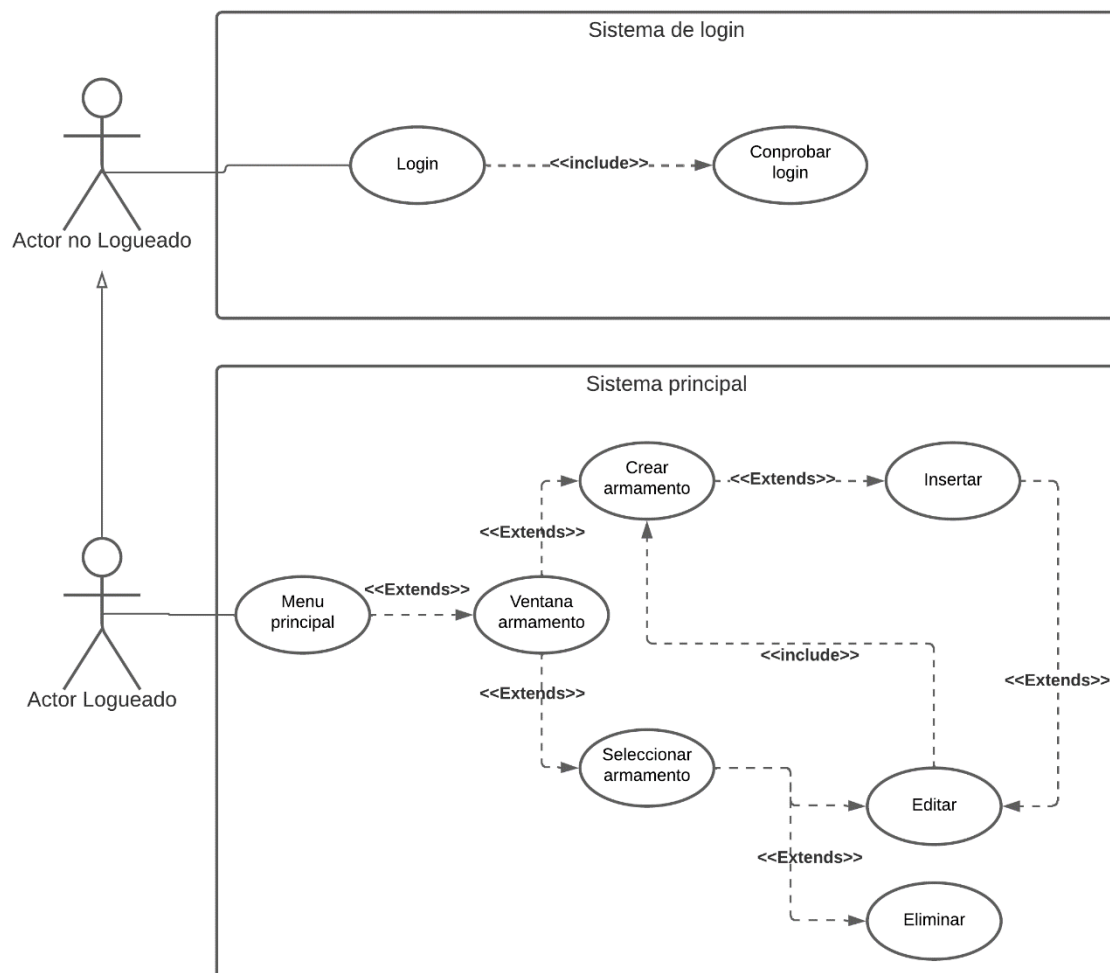 Sistema de login
Login
<<include>>
Conprobar
login
Actor no Logueado
Sistema principal
Crear
armamento
<<Extends>>
Insertar
<<Extends>>
Menu
principal
<<Extends>>
Ventana
armamento
<<include>>
<<Extends>>
<<Extends>>
Actor Logueado
Seleccionar
armamento
Editar
<<Extends>>
Eliminar